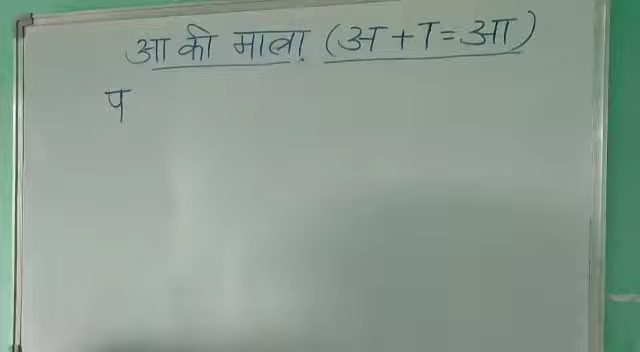 आ की मात्रा (अ + ा = आ)
प